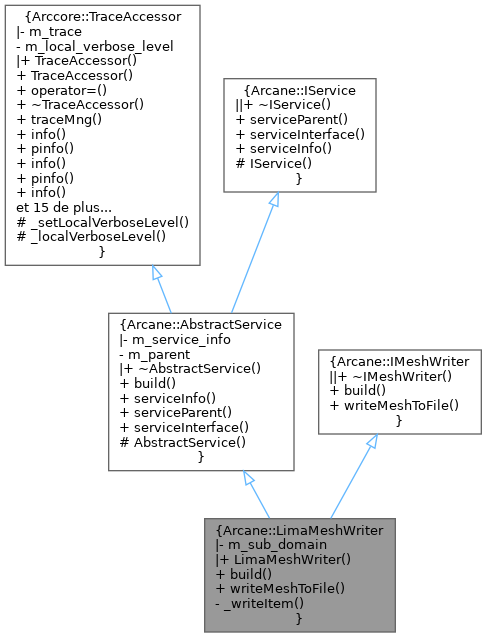 {Arccore::TraceAccessor
|- m_trace
- m_local_verbose_level
|+ TraceAccessor()
+ TraceAccessor()
+ operator=()
+ ~TraceAccessor()
+ traceMng()
+ info()
+ pinfo()
+ info()
+ pinfo()
+ info()
et 15 de plus...
# _setLocalVerboseLevel()
# _localVerboseLevel()
}
{Arcane::IService
||+ ~IService()
+ serviceParent()
+ serviceInterface()
+ serviceInfo()
# IService()
}
{Arcane::AbstractService
|- m_service_info
- m_parent
|+ ~AbstractService()
+ build()
+ serviceInfo()
+ serviceParent()
+ serviceInterface()
# AbstractService()
}
{Arcane::IMeshWriter
||+ ~IMeshWriter()
+ build()
+ writeMeshToFile()
}
{Arcane::LimaMeshWriter
|- m_sub_domain
|+ LimaMeshWriter()
+ build()
+ writeMeshToFile()
- _writeItem()
}